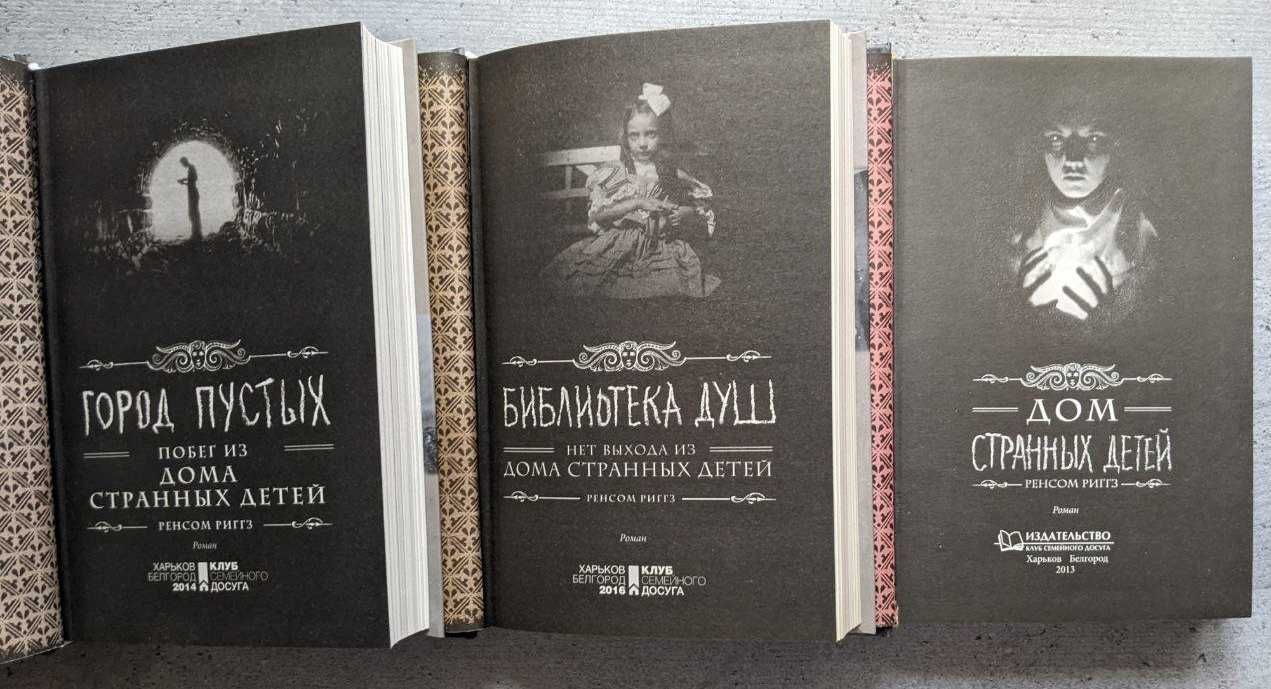 ГОРОД ПУСТЫХ
ПОБЕГ ИЗ
ДОМА
СТРАННЫХ ДЕТЕЙ
РЕНСОМ РИГГЗ
Роман
ХАРЬКОВ КЛУБ
БЕЛГОРОД СЕМЕЙНОГО
2014 ДОСУГА
БИБЛИОТЕКА ДУШ
НЕТ ВЫХОДА ИЗ
ДОМА СТРАННЫХ ДЕТЕЙ
РЕНСОМ РИГГЗ
Роман
ХАРЬКОВ КЛУБ
БЕЛГОРОД СЕМЕЙНОГО
2016 ДОСУГА
ДОМ
СТРАННЫХ ДЕТЕЙ
РЕНСОМ РИГГЗ
Роман
ИЗДАТЕЛЬСТВО
КЛУБ СЕМЕЙНОГО ДОСУГА
Харьков Белгород
2013